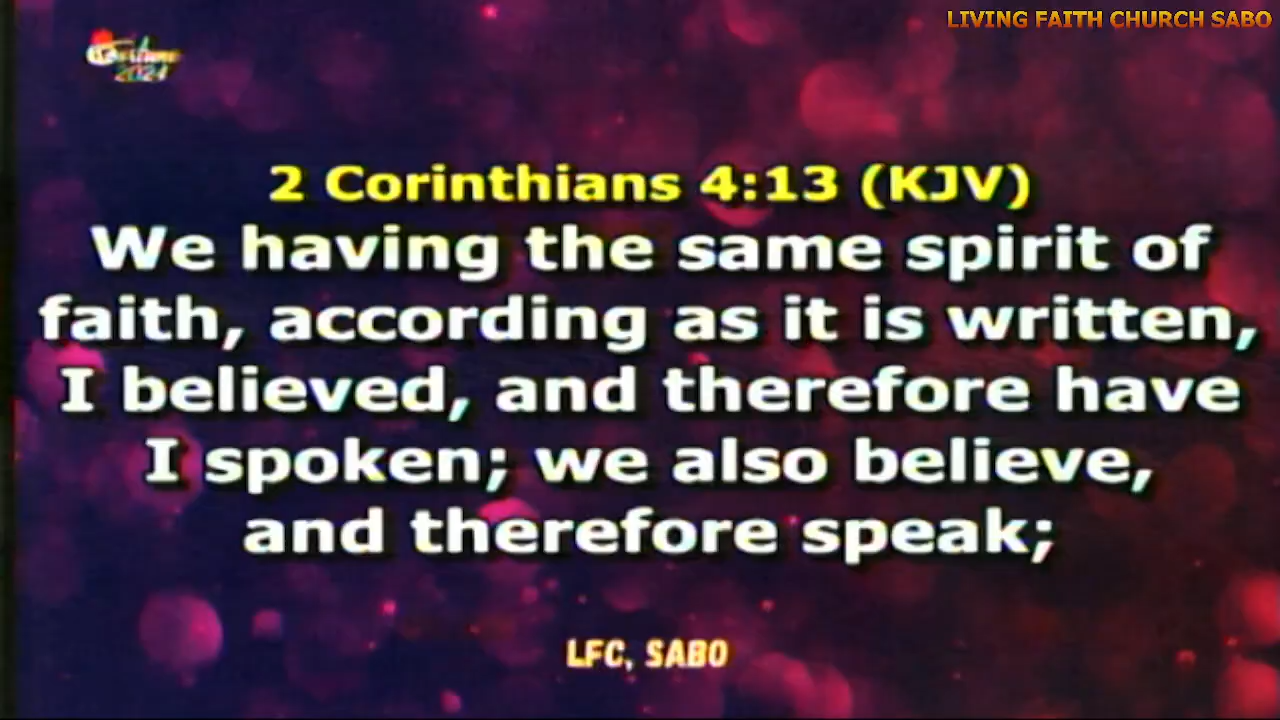 LIVING FAITH CHURCH SABO
2024
2 Corinthians 4:13 (KJV)
We having the same spirit of
faith, according as it is written,
I believed, and therefore have
I spoken; we also believe,
and therefore speak;
LFC, SABO